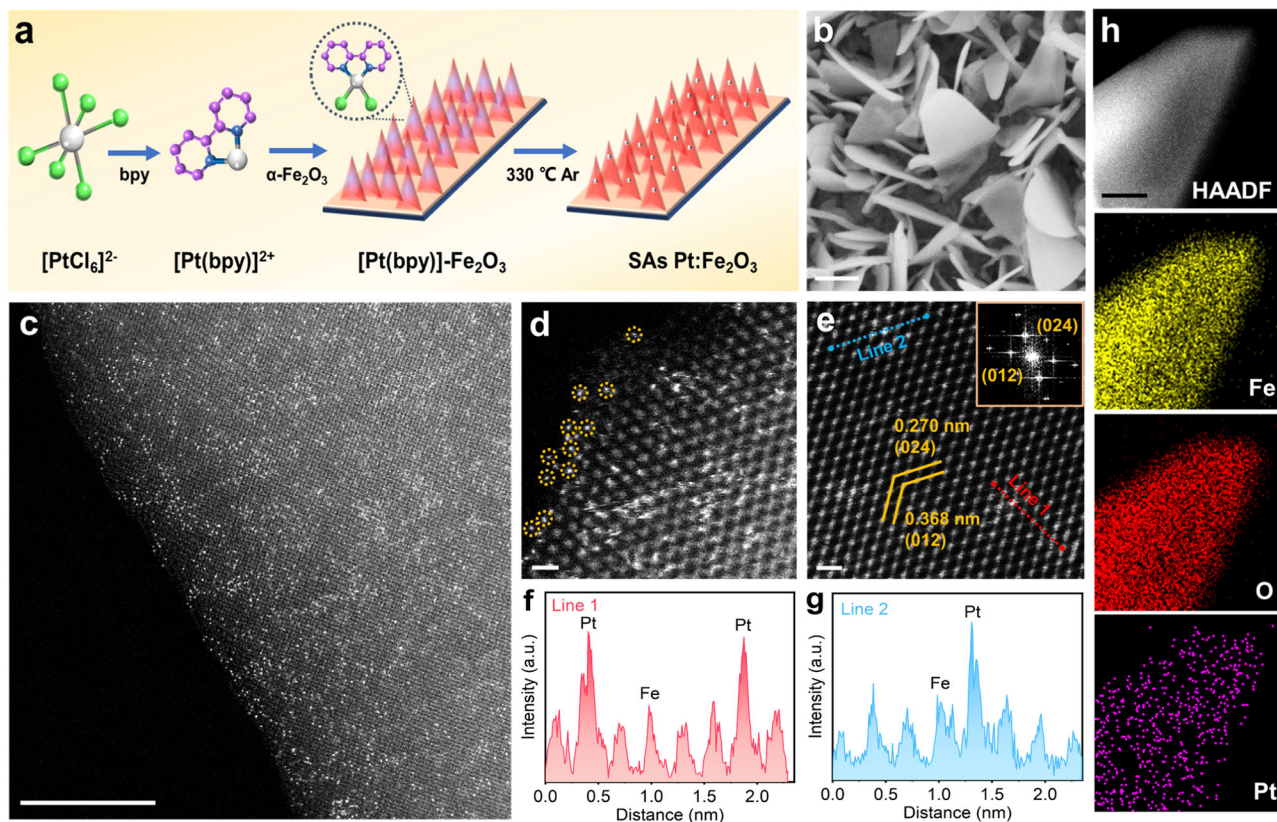 a
bpy
α-Fe₂O₃
330 ℃ Ar
[PtCl₆]²⁻
[Pt(bpy)]²⁺
[Pt(bpy)]-Fe₂O₃
SAs Pt:Fe₂O₃
b
c
d
e
Line 2
(024)
(012)
0.270 nm
(024)
0.368 nm
(012)
Line 1
f
Line 1
Pt
Fe
Pt
Intensity (a.u.)
0.0 0.5 1.0 1.5 2.0
Distance (nm)
g
Line 2
Fe
Pt
Intensity (a.u.)
0.0 0.5 1.0 1.5 2.0
Distance (nm)
h
HAADF
Fe
O
Pt